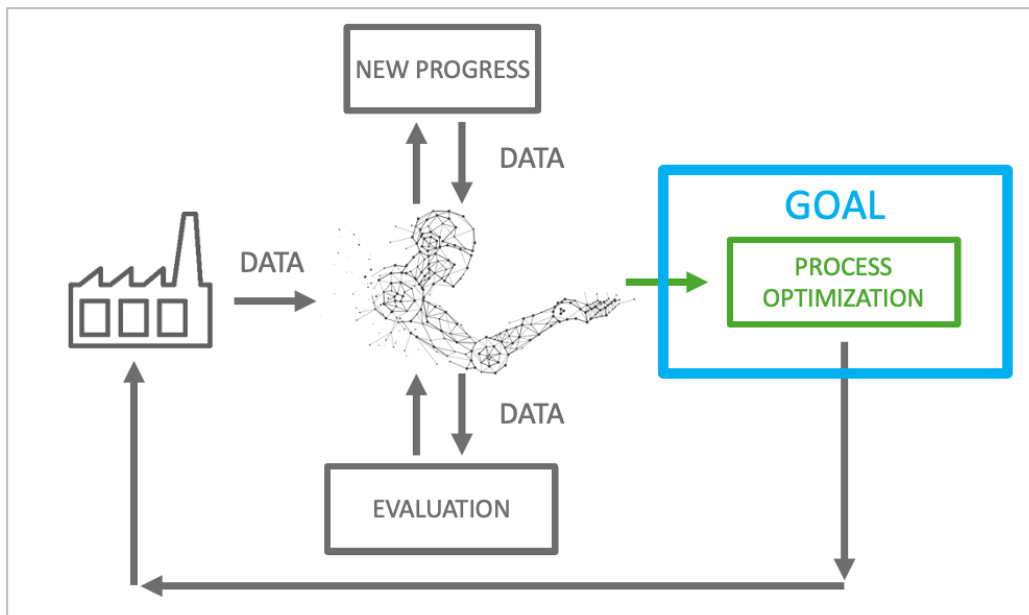 NEW PROGRESS
DATA
GOAL
DATA
PROCESS
OPTIMIZATION
DATA
EVALUATION